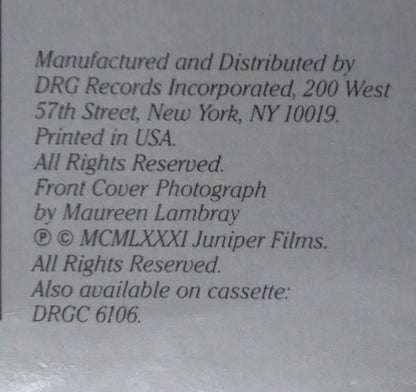 Manufactured and Distributed by
DRG Records Incorporated, 200 West
57th Street, New York, NY 10019.
Printed in USA.
All Rights Reserved.
Front Cover Photograph
by Maureen Lambray
℗ © MCMLXXXI Juniper Films.
All Rights Reserved.
Also available on cassette:
DRGC 6106.